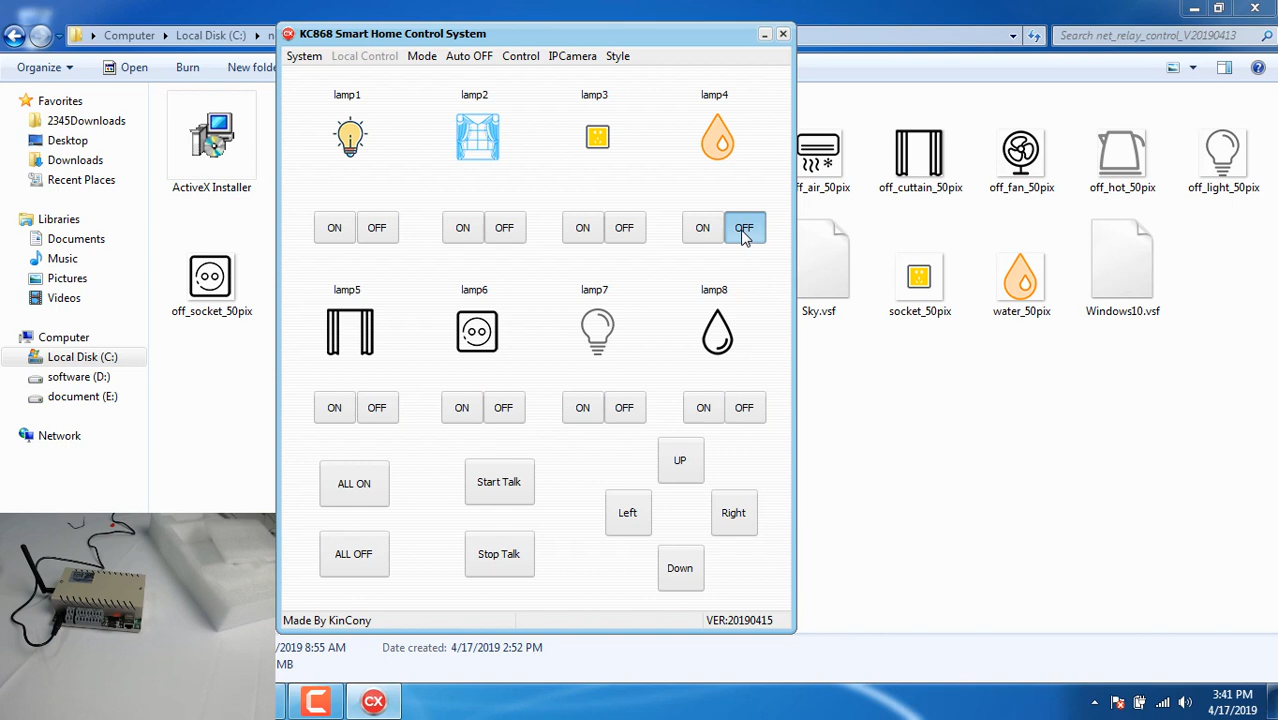 Computer
Local Disk (C:)
n
Search net_relay_control_V20190413
Organize
Open
Burn
New folde
Favorites
2345Downloads
Desktop
Downloads
Recent Places
Libraries
Documents
Music
Pictures
Videos
Computer
Local Disk (C:)
software (D:)
document (E:)
Network
ActiveX Installer
off_socket_50pix
KC868 Smart Home Control System
System Local Control Mode Auto OFF Control IPCamera Style
lamp1 lamp2 lamp3 lamp4
ON OFF ON OFF ON OFF ON OFF
lamp5 lamp6 lamp7 lamp8
ON OFF ON OFF ON OFF ON OFF
ALL ON
Start Talk
UP
Left
Right
ALL OFF
Stop Talk
Down
Made By KinCony
VER:20190415
off_air_50pix
off_cuttain_50pix
off_fan_50pix
off_hot_50pix
off_light_50pix
Sky.vsf
socket_50pix
water_50pix
Windows10.vsf
/2019 8:55 AM
Date created: 4/17/2019 2:52 PM
MB
3:41 PM
4/17/2019